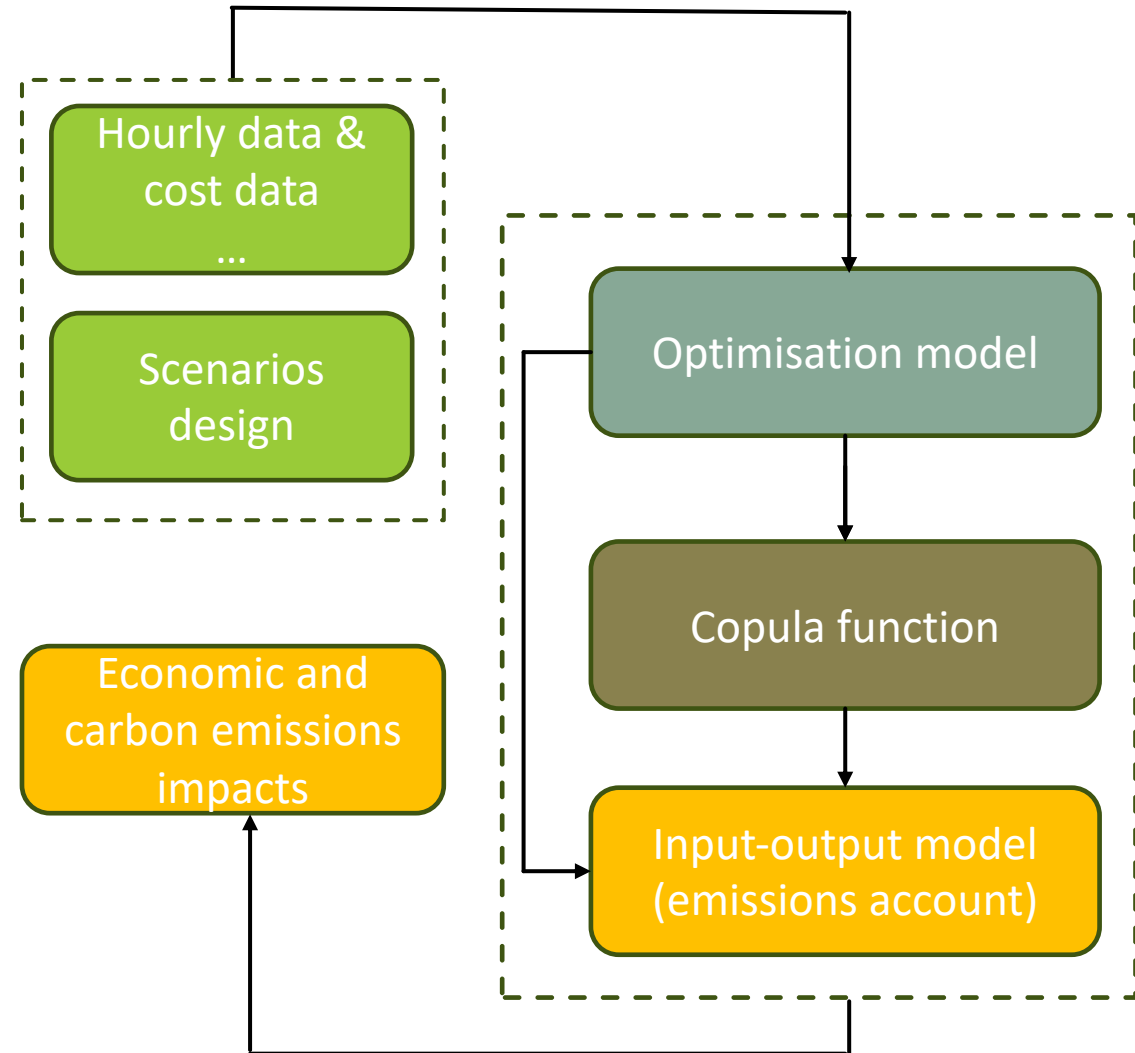 Hourly data &
cost data
...
Scenarios
design
Optimisation model
Copula function
Economic and
carbon emissions
impacts
Input-output model
(emissions account)